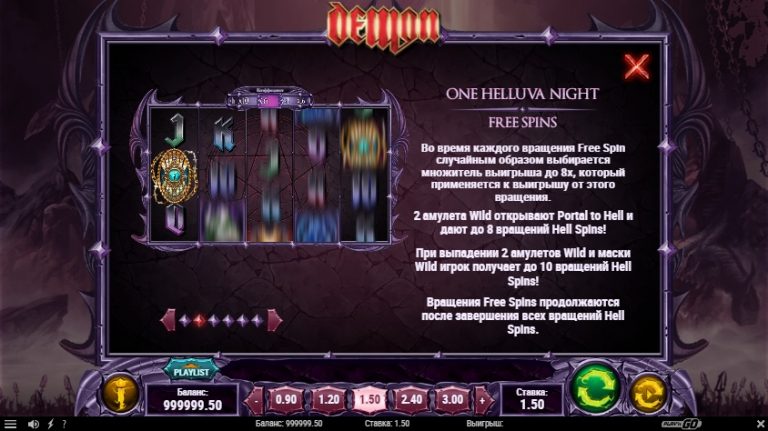 DEMON
ONE HELLUVA NIGHT
FREE SPINS
Во время каждого вращения Free Spin
случайным образом выбирается
множитель выигрыша до 8x, который
применяется к выигрышу от этого
вращения.
2 амулета Wild открывают Portal to Hell и
дают до 8 вращений Hell Spins!
При выпадении 2 амулетов Wild и маски
Wild игрок получает до 10 вращений Hell
Spins!
Вращения Free Spins продолжаются
после завершения всех вращений Hell
Spins.
J K
Q
PLAYLIST
Баланс:
999999.50
- 0.90 1.20 1.50 2.40 3.00 +
Ставка:
1.50
Баланс: 999999.50 Ставка: 1.50 Выигрыш:
PLAY'N GO